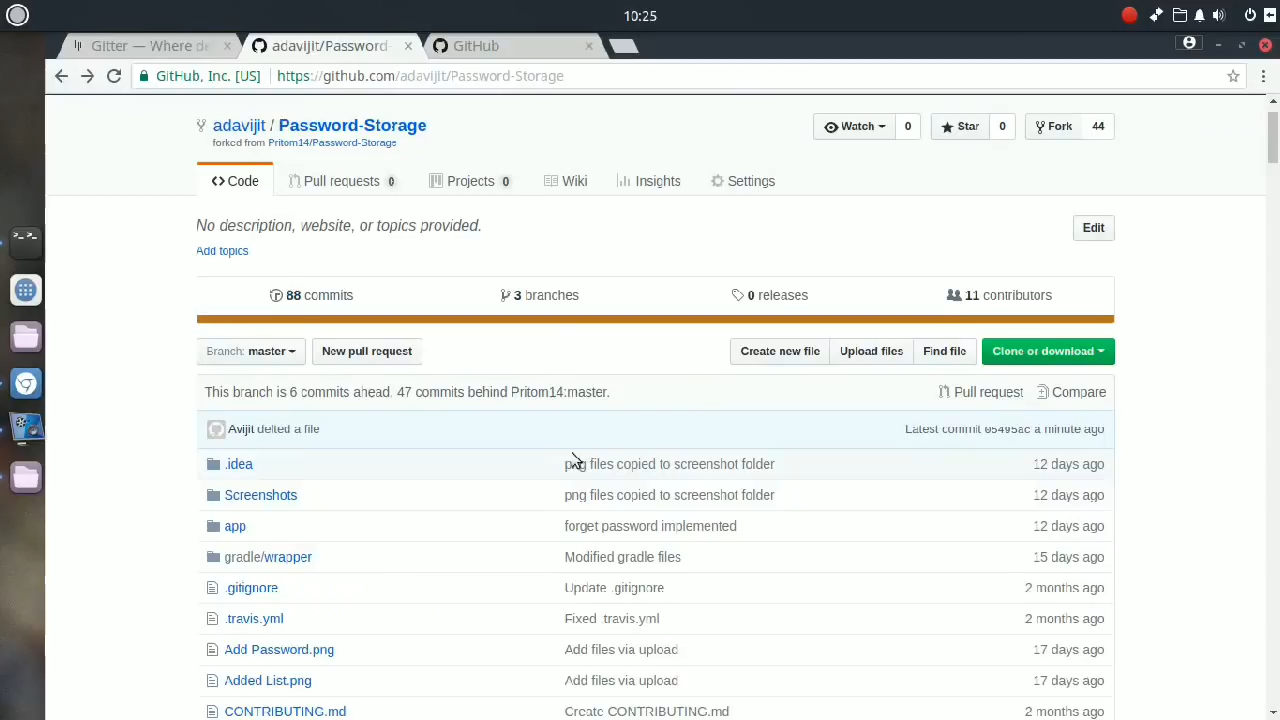 10:25
Gitter — Where de
adavijit/Password-
GitHub
GitHub, Inc. [US]
https://github.com/adavijit/Password-Storage
adavijit / Password-Storage
Watch 0
Star 0
Fork 44
forked from Pritom14/Password-Storage
Code
Pull requests 0
Projects 0
Wiki
Insights
Settings
No description, website, or topics provided.
Edit
Add topics
88 commits
3 branches
0 releases
11 contributors
Branch: master
New pull request
Create new file
Upload files
Find file
Clone or download
This branch is 6 commits ahead, 47 commits behind Pritom14:master.
Pull request
Compare
Avijit delted a file
Latest commit 05495ac a minute ago
.idea
png files copied to screenshot folder
12 days ago
Screenshots
png files copied to screenshot folder
12 days ago
app
forget password implemented
12 days ago
gradle/wrapper
Modified gradle files
15 days ago
.gitignore
Update .gitignore
2 months ago
.travis.yml
Fixed .travis.yml
2 months ago
Add Password.png
Add files via upload
17 days ago
Added List.png
Add files via upload
17 days ago
CONTRIBUTING.md
Create CONTRIBUTING.md
2 months ago